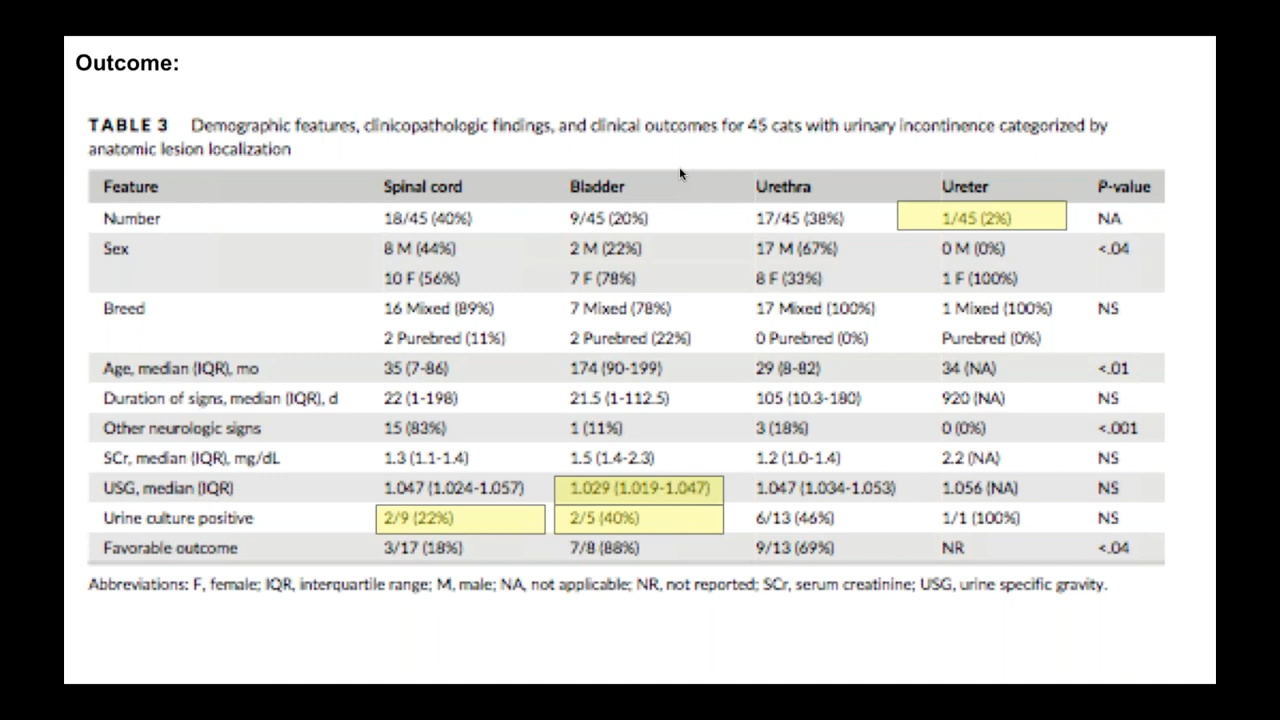 Outcome:
TABLE 3 Demographic features, clinicopathologic findings, and clinical outcomes for 45 cats with urinary incontinence categorized by
anatomic lesion localization
Feature Spinal cord Bladder Urethra Ureter P-value
Number 18/45 (40%) 9/45 (20%) 17/45 (38%) 1/45 (2%) NA
Sex 8 M (44%) 2 M (22%) 17 M (67%) 0 M (0%) <.04
10 F (56%) 7 F (78%) 8 F (33%) 1 F (100%)
Breed 16 Mixed (89%) 7 Mixed (78%) 17 Mixed (100%) 1 Mixed (100%) NS
2 Purebred (11%) 2 Purebred (22%) 0 Purebred (0%) Purebred (0%)
Age, median (IQR), mo 35 (7-86) 174 (90-199) 29 (8-82) 34 (NA) <.01
Duration of signs, median (IQR), d 22 (1-198) 21.5 (1-112.5) 105 (10.3-180) 920 (NA) NS
Other neurologic signs 15 (83%) 1 (11%) 3 (18%) 0 (0%) <.001
SCr, median (IQR), mg/dL 1.3 (1.1-1.4) 1.5 (1.4-2.3) 1.2 (1.0-1.4) 2.2 (NA) NS
USG, median (IQR) 1.047 (1.024-1.057) 1.029 (1.019-1.047) 1.047 (1.034-1.053) 1.056 (NA) NS
Urine culture positive 2/9 (22%) 2/5 (40%) 6/13 (46%) 1/1 (100%) NS
Favorable outcome 3/17 (18%) 7/8 (88%) 9/13 (69%) NR <.04
Abbreviations: F, female; IQR, interquartile range; M, male; NA, not applicable; NR, not reported; SCr, serum creatinine; USG, urine specific gravity.